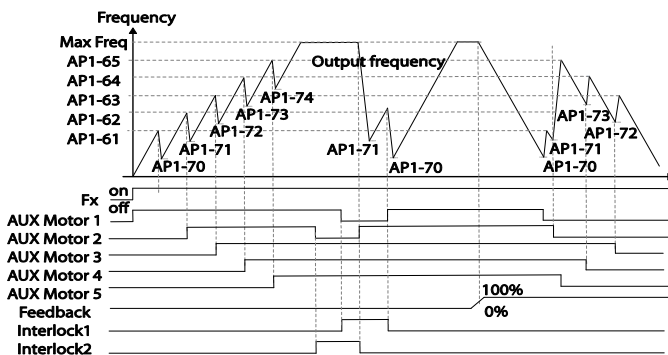 Frequency
Max Freq
AP1-65
Output frequency
AP1-64
AP1-74
AP1-63
AP1-73
AP1-73
AP1-62
AP1-72
AP1-72
AP1-61
AP1-71
AP1-71
AP1-71
AP1-70
AP1-70
AP1-70
on
Fx
off
AUX Motor 1
AUX Motor 2
AUX Motor 3
AUX Motor 4
AUX Motor 5
100%
Feedback
0%
Interlock1
Interlock2